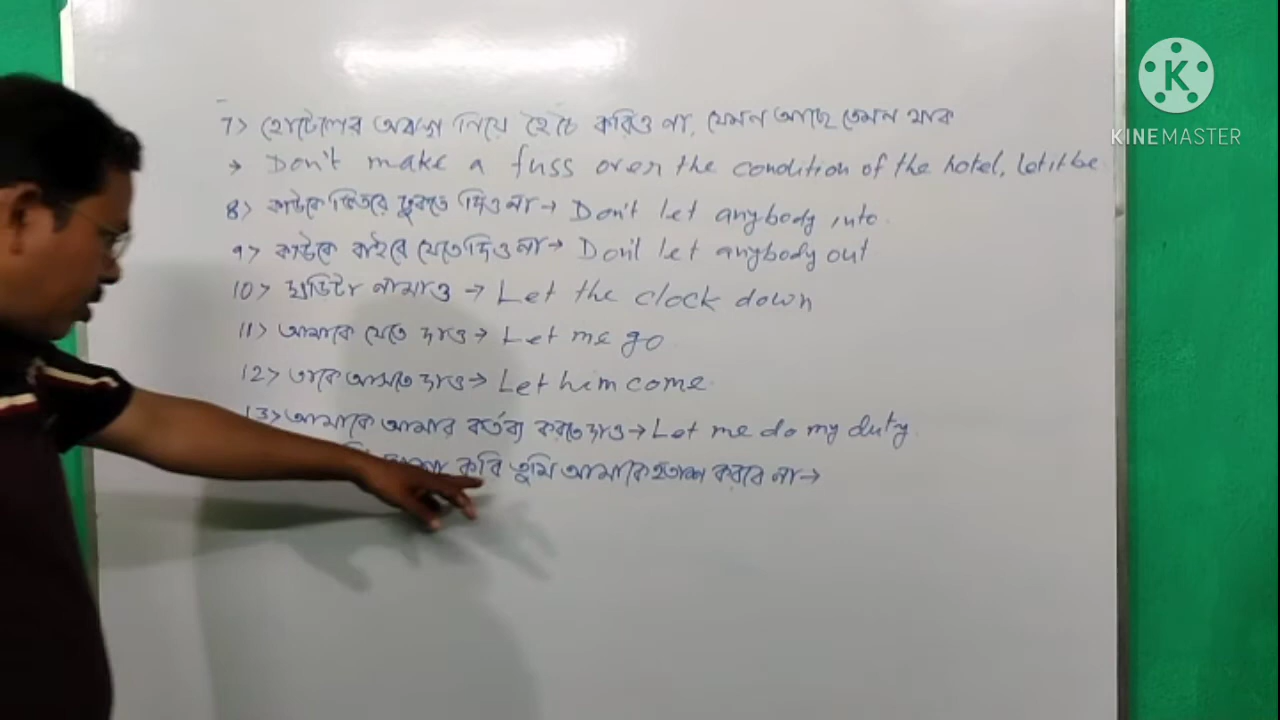 7> হোটেলের অবস্থা নিয়ে হৈচৈ করিও না, যেমন আছে তেমন থাক
→ Don't make a fuss over the condition of the hotel, let it be
8> কাউকে ভিতরে ঢুকতে দিও না → Don't let anybody into.
9> কাউকে বাইরে যেতে দিও না → Don't let anybody out
10> ঘড়িটা নামাও → Let the clock down
11> আমাকে যেতে দাও → Let me go
12> তাকে আসতে দাও → Let him come.
13> আমাকে আমার কর্তব্য করতে দাও → Let me do my duty.
করি তুমি আমাকে হতাশ করবে না →
K
KINEMASTER